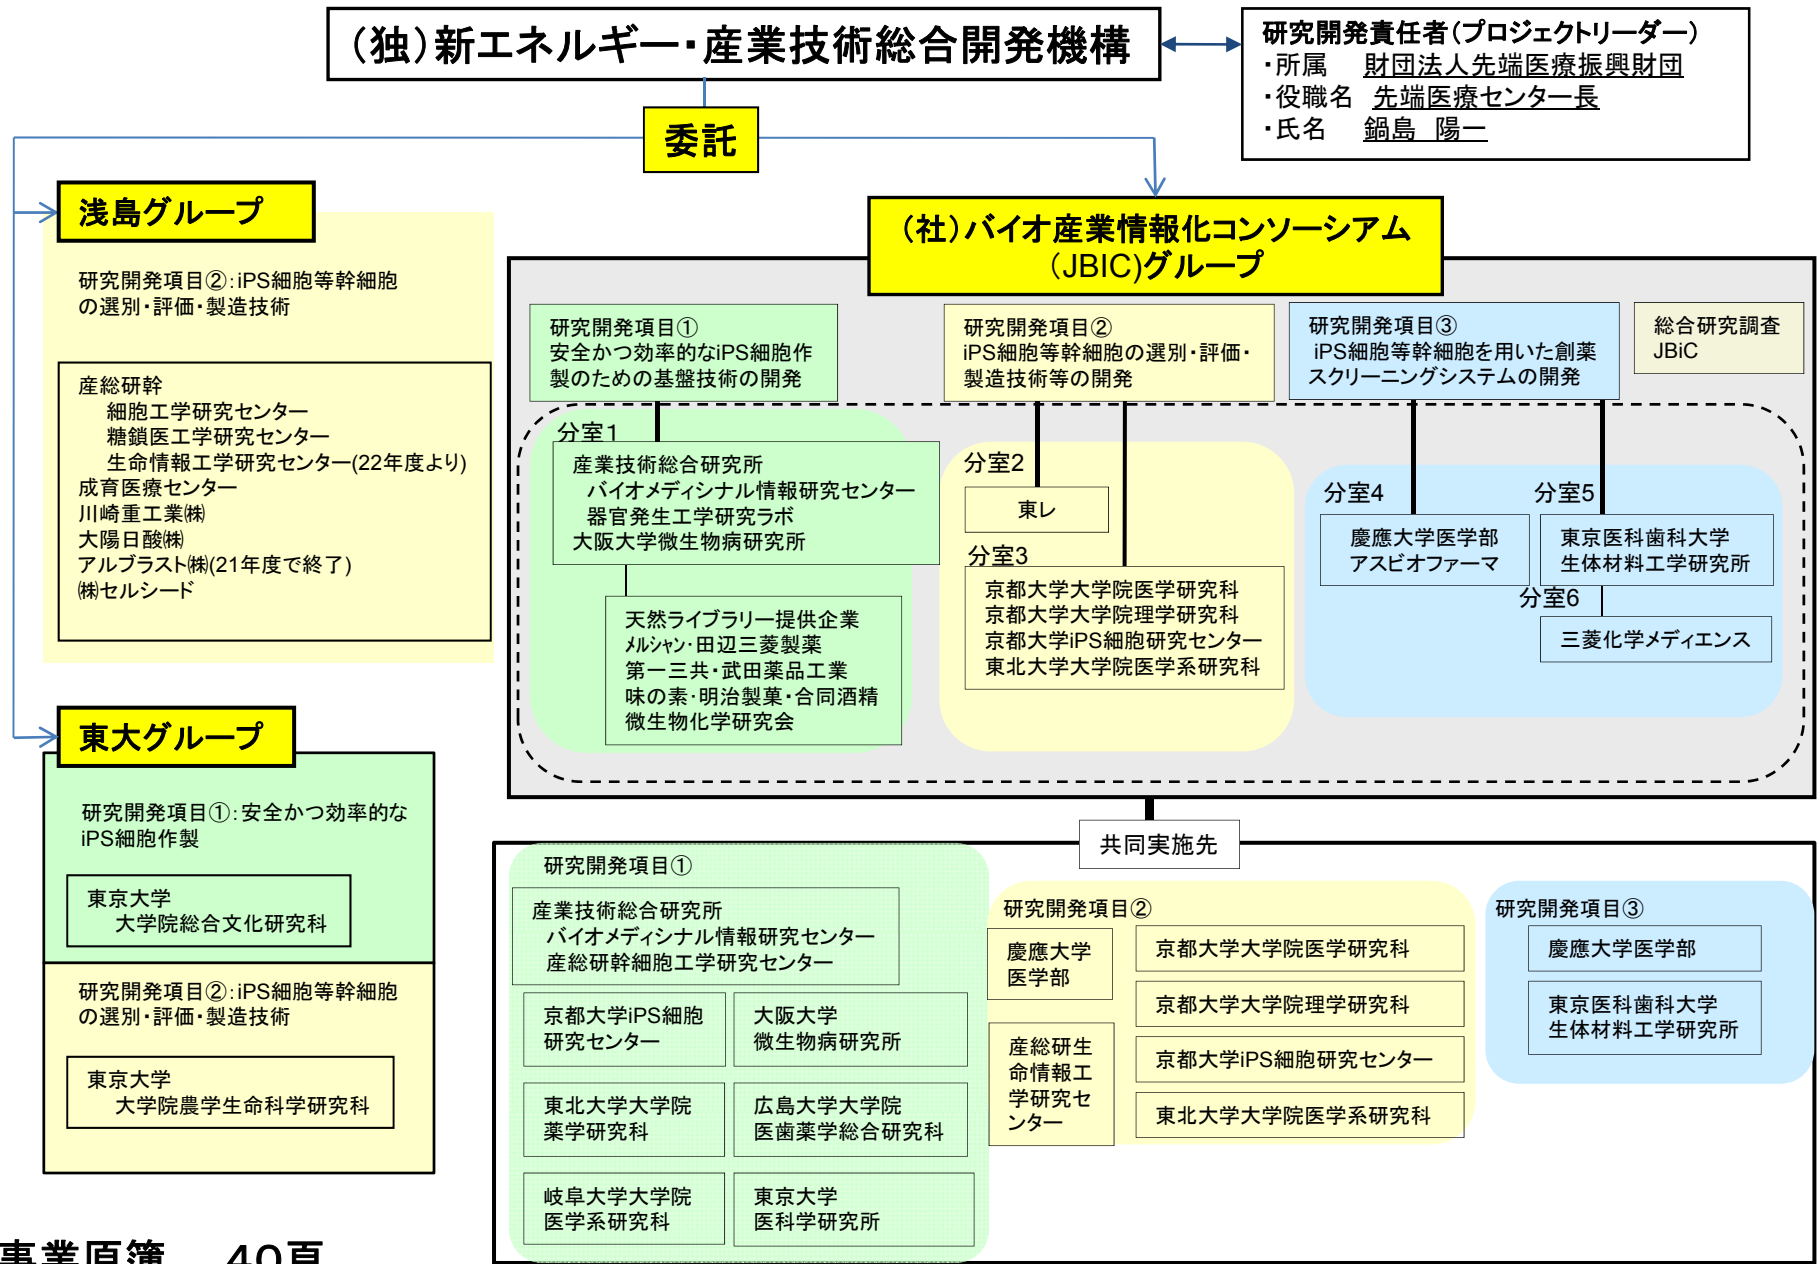 （独）新エネルギー・産業技術総合開発機構
研究開発責任者（プロジェクトリーダー）
・所属　財団法人先端医療振興財団
・役職名　先端医療センター長
・氏名　鍋島　陽一
委託
浅島グループ
研究開発項目②：iPS細胞等幹細胞
の選別・評価・製造技術
産総研幹
細胞工学研究センター
糖鎖医工学研究センター
生命情報工学研究センター(22年度より)
成育医療センター
川崎重工業㈱
大陽日酸㈱
アルブラスト㈱(21年度で終了)
㈱セルシード
東大グループ
研究開発項目①：安全かつ効率的な
iPS細胞作製
東京大学
大学院総合文化研究科
研究開発項目②：iPS細胞等幹細胞
の選別・評価・製造技術
東京大学
大学院農学生命科学研究科
（社）バイオ産業情報化コンソーシアム
（JBIC)グループ
研究開発項目①
安全かつ効率的なiPS細胞作
製のための基盤技術の開発
研究開発項目②
iPS細胞等幹細胞の選別・評価・
製造技術等の開発
研究開発項目③
iPS細胞等幹細胞を用いた創薬
スクリーニングシステムの開発
総合研究調査
JBiC
分室１
産業技術総合研究所
バイオメディシナル情報研究センター
器官発生工学研究ラボ
大阪大学微生物病研究所
天然ライブラリー提供企業
ﾒﾙｼｬﾝ・田辺三菱製薬
第一三共・武田薬品工業
味の素・明治製菓・合同酒精
微生物化学研究会
分室2
東レ
分室3
京都大学大学院医学研究科
京都大学大学院理学研究科
京都大学iPS細胞研究センター
東北大学大学院医学系研究科
分室4
慶應大学医学部
アスビオファーマ
分室5
東京医科歯科大学
生体材料工学研究所
分室6
三菱化学メディエンス
共同実施先
研究開発項目①
産業技術総合研究所
バイオメディシナル情報研究センター
産総研幹細胞工学研究センター
京都大学iPS細胞
研究センター
大阪大学
微生物病研究所
東北大学大学院
薬学研究科
広島大学大学院
医歯薬学総合研究科
岐阜大学大学院
医学系研究科
東京大学
医科学研究所
研究開発項目②
慶應大学
医学部
産総研生
命情報工
学研究セ
ンター
京都大学大学院医学研究科
京都大学大学院理学研究科
京都大学iPS細胞研究センター
東北大学大学院医学系研究科
研究開発項目③
慶應大学医学部
東京医科歯科大学
生体材料工学研究所
事業原簿　40頁